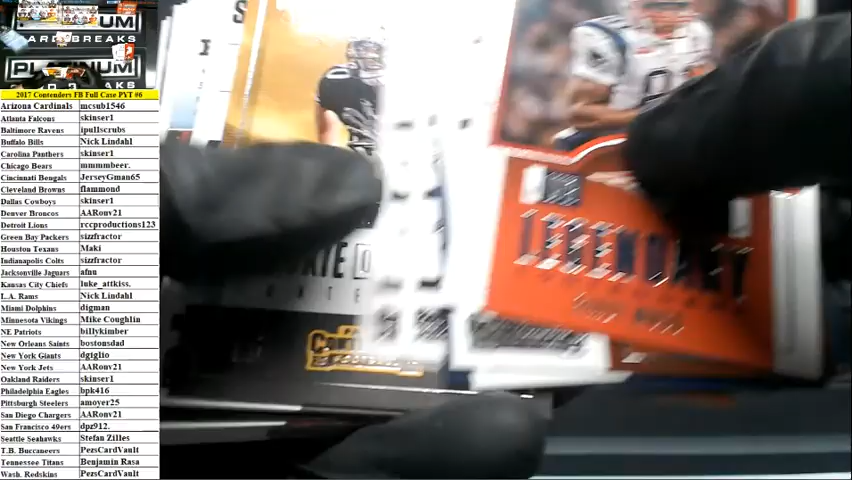 UM
ARD BREAKS
PLATINUM
2017 Contenders FB Full Case PYT #6
Arizona Cardinals mcsub1546
Atlanta Falcons skinser1
Baltimore Ravens ipullscrubs
Buffalo Bills Nick Lindahl
Carolina Panthers skinser1
Chicago Bears mmmmbeer.
Cincinnati Bengals JerseyGman65
Cleveland Browns flammond
Dallas Cowboys skinser1
Denver Broncos AARonv21
Detroit Lions rccproductions123
Green Bay Packers sizzfractor
Houston Texans Maki
Indianapolis Colts sizzfractor
Jacksonville Jaguars afnu
Kansas City Chiefs luke_attkiss.
L.A. Rams Nick Lindahl
Miami Dolphins digman
Minnesota Vikings Mike Coughlin
NE Patriots billykimber
New Orleans Saints bostonsdad
New York Giants dgiglio
New York Jets AARonv21
Oakland Raiders skinser1
Philadelphia Eagles bpk416
Pittsburgh Steelers amoyer25
San Diego Chargers AARonv21
San Francisco 49ers dpz912.
Seattle Seahawks Stefan Zilles
T.B. Buccaneers PezsCardVault
Tennessee Titans Benjamin Rasa
Wash. Redskins PezsCardVault
LEGENDARY